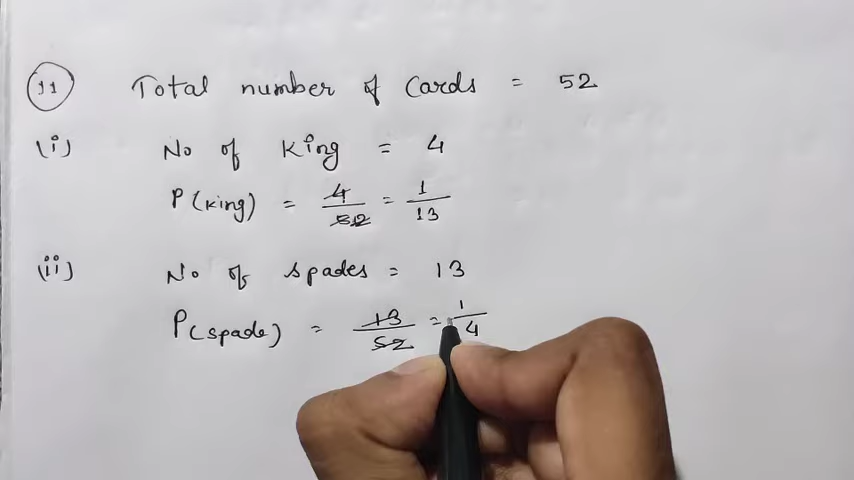 11 Total number of Cards = 52
(i) No of King = 4
P(King) = 4/52 = 1/13
(ii) No of spades = 13
P(spade) = 13/52 = 1/4